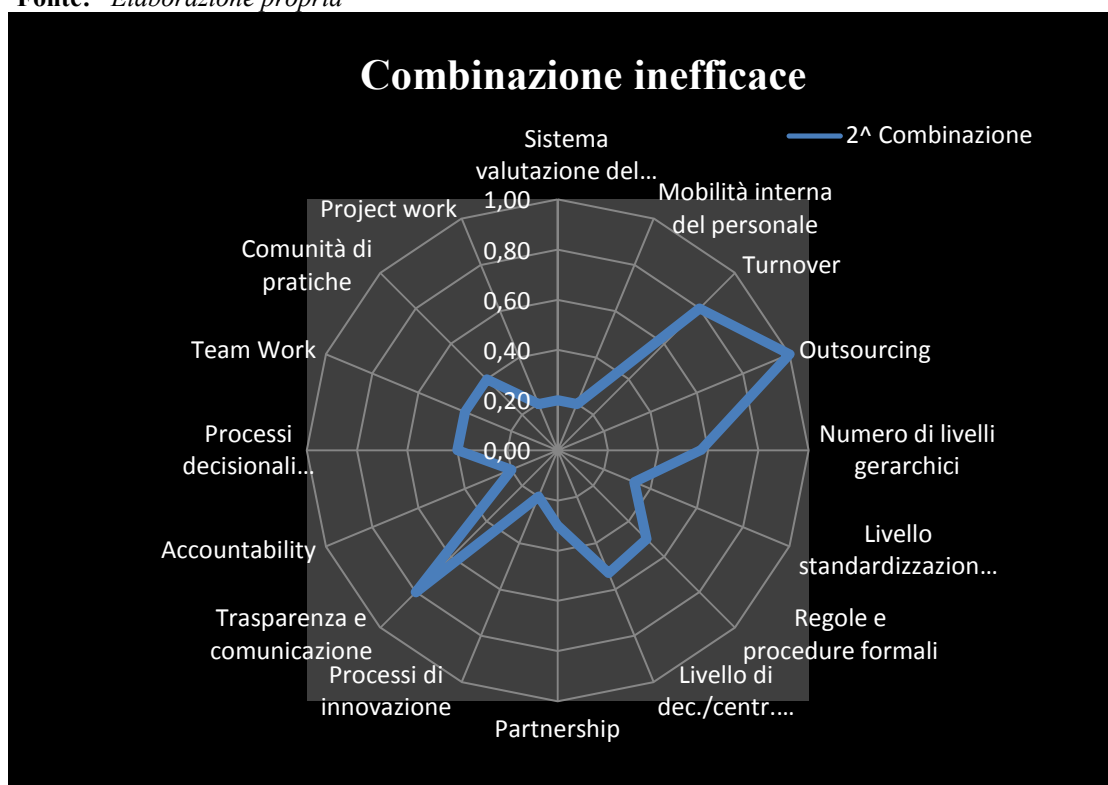 Fonte: Elaborazione propria
Combinazione inefficace
2^ Combinazione
Sistema
valutazione del...
Mobilità interna
del personale
Turnover
Outsourcing
Numero di livelli
gerarchici
Livello
standardizzazion...
Regole e
procedure formali
Livello di
dec./centr....
Partnership
Processi di
innovazione
Trasparenza e
comunicazione
Accountability
Processi
decisionali...
Team Work
Comunità di
pratiche
Project work
1,00
0,80
0,60
0,40
0,20
0,00